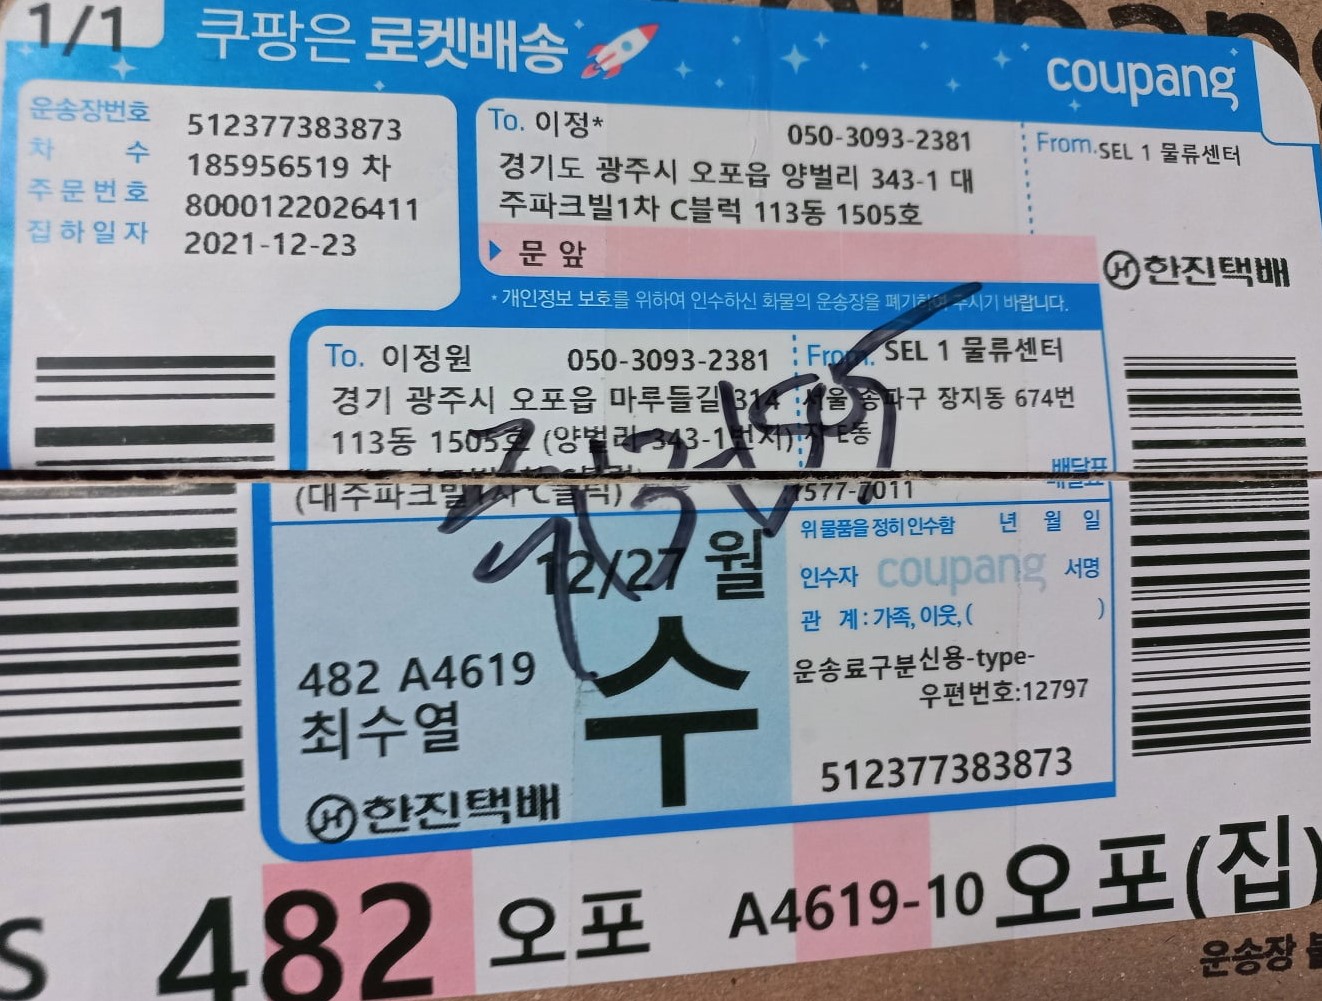 1/1
쿠팡은 로켓배송
coupang
운송장번호 512377383873
차 수 185956519 차
주문번호 8000122026411
집하일자 2021-12-23
To. 이정* 050-3093-2381
경기도 광주시 오포읍 양벌리 343-1 대
주파크빌1차 C블럭 113동 1505호
문 앞
From. SEL 1 물류센터
한진택배
* 개인정보 보호를 위하여 인수하신 화물의 운송장을 폐기하여 주시기 바랍니다.
To. 이정원 050-3093-2381
경기 광주시 오포읍 마루들길 314
113동 1505호 (양벌리 343-1번지)
(대주파크빌1차 C블럭)
From. SEL 1 물류센터
서울 송파구 장지동 674번
지 E동
1577-7011
배달표
12/27 월
482 A4619
최수열
수
한진택배
위 물품을 정히 인수함 년 월 일
인수자 coupang 서명
관 계 : 가족, 이웃, ( )
운송료구분신용-type-
우편번호:12797
512377383873
S 482 오포 A4619-10 오포(집)
운송장